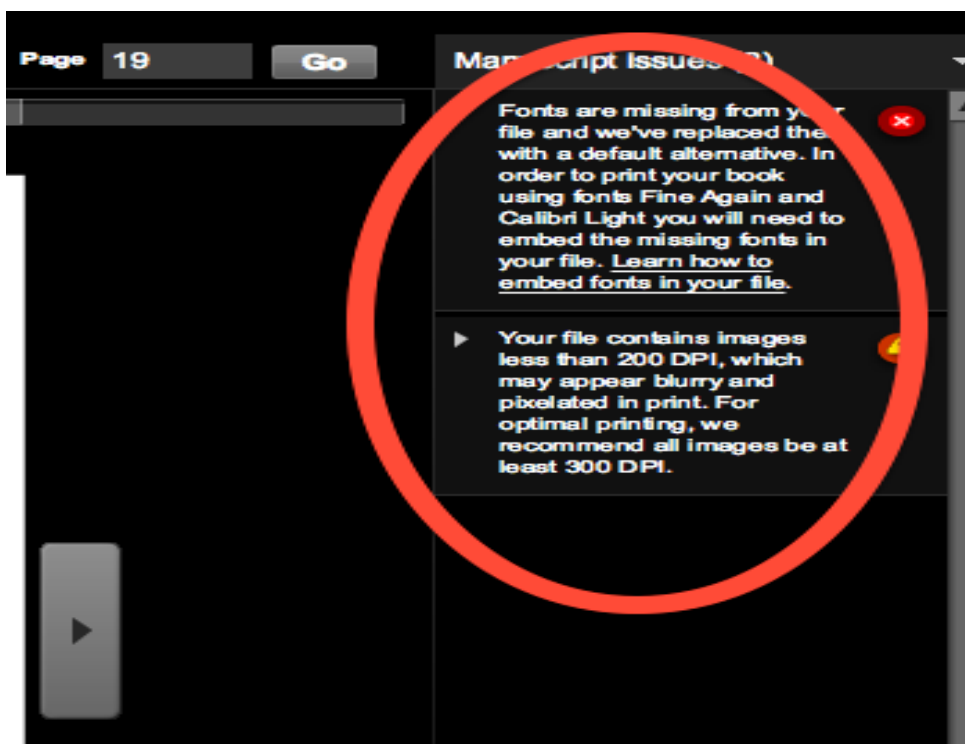 Page 19 Go
Manuscript Issues (2)
Fonts are missing from your
file and we've replaced the
with a default alternative. In
order to print your book
using fonts Fine Again and
Calibri Light you will need to
embed the missing fonts in
your file. Learn how to
embed fonts in your file.
Your file contains images
less than 200 DPI, which
may appear blurry and
pixelated in print. For
optimal printing, we
recommend all images be at
least 300 DPI.